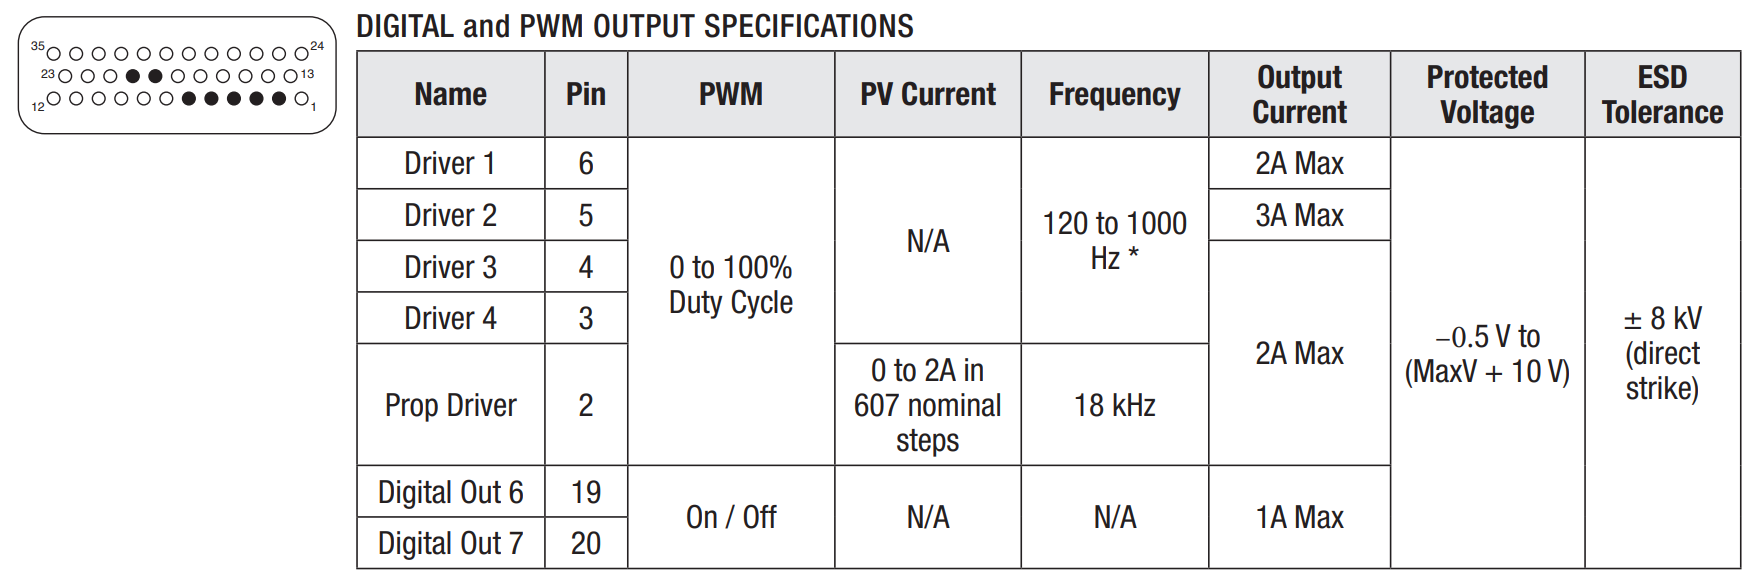 DIGITAL and PWM OUTPUT SPECIFICATIONS
35 24
23 13
12 1
Name Pin PWM PV Current Frequency Output Current Protected Voltage ESD Tolerance
Driver 1 6 0 to 100% Duty Cycle N/A 120 to 1000 Hz * 2A Max −0.5 V to (MaxV + 10 V) ± 8 kV (direct strike)
Driver 2 5 3A Max
Driver 3 4 2A Max
Driver 4 3
Prop Driver 2 0 to 2A in 607 nominal steps 18 kHz
Digital Out 6 19 On / Off N/A N/A 1A Max
Digital Out 7 20